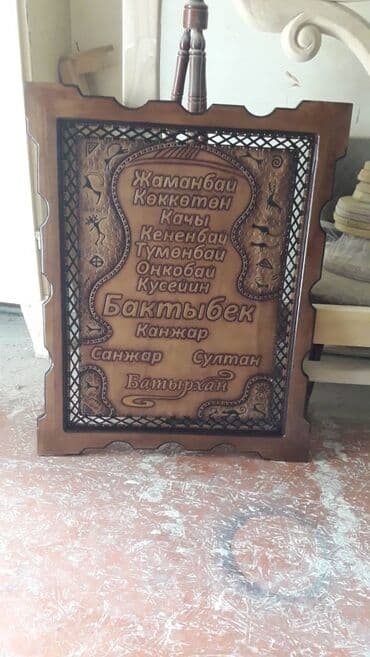 Жаманбай
Көккөтөн
Качы
Кененбай
Түмөнбай
Онкобай
Кусейин
Бактыбек
Канжар
Санжар Султан
Батырхан